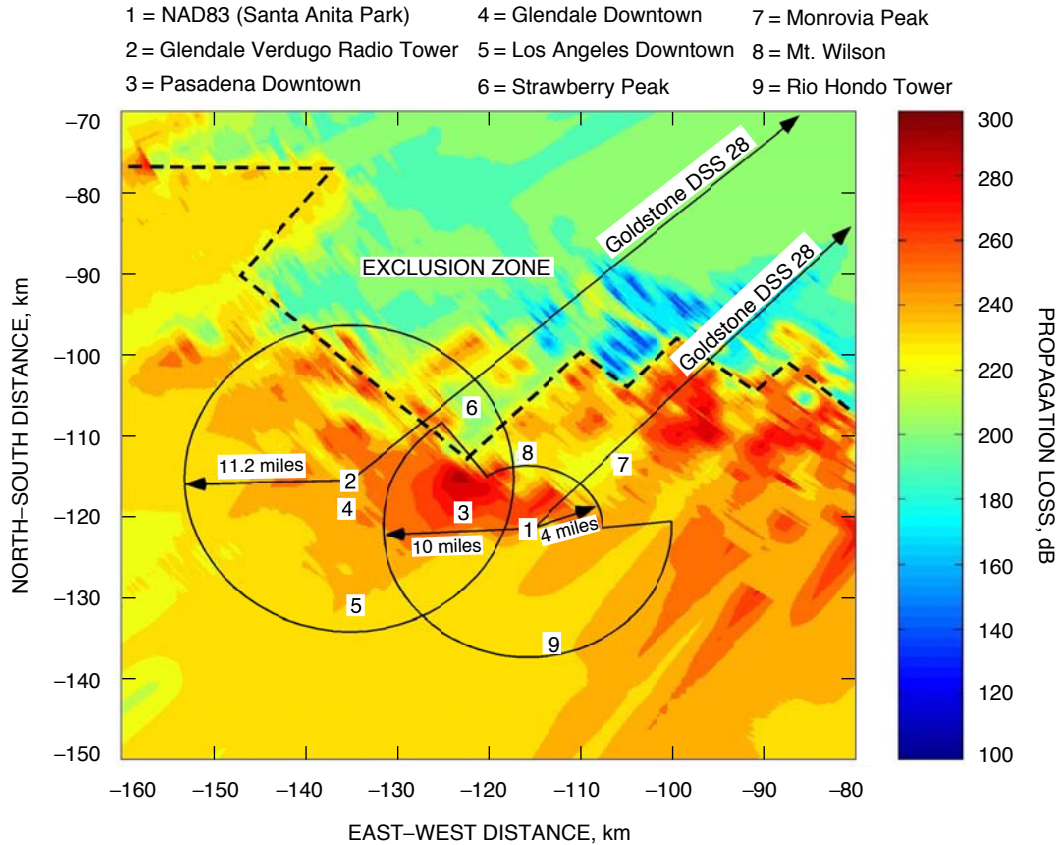 1 = NAD83 (Santa Anita Park)
4 = Glendale Downtown
7 = Monrovia Peak
2 = Glendale Verdugo Radio Tower
5 = Los Angeles Downtown
8 = Mt. Wilson
3 = Pasadena Downtown
6 = Strawberry Peak
9 = Rio Hondo Tower
–70
–80
–90
–100
–110
–120
–130
–140
–150
NORTH–SOUTH DISTANCE, km
Goldstone DSS 28
Goldstone DSS 28
EXCLUSION ZONE
6
8
7
11.2 miles
2
4
3
1
4 miles
10 miles
5
9
300
280
260
240
220
200
180
160
140
120
100
PROPAGATION LOSS, dB
–160
–150
–140
–130
–120
–110
–100
–90
–80
EAST–WEST DISTANCE, km